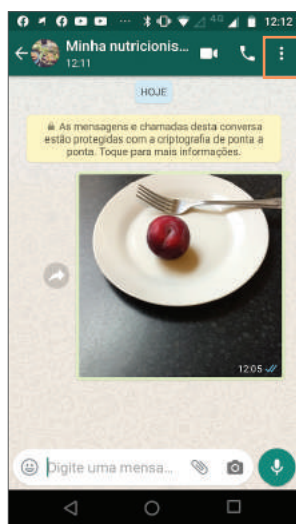 4G 12:12
Minha nutricionis...
12:11
HOJE
As mensagens e chamadas desta conversa
estão protegidas com a criptografia de ponta a
ponta. Toque para mais informações.
12:05
Digite uma mensa...